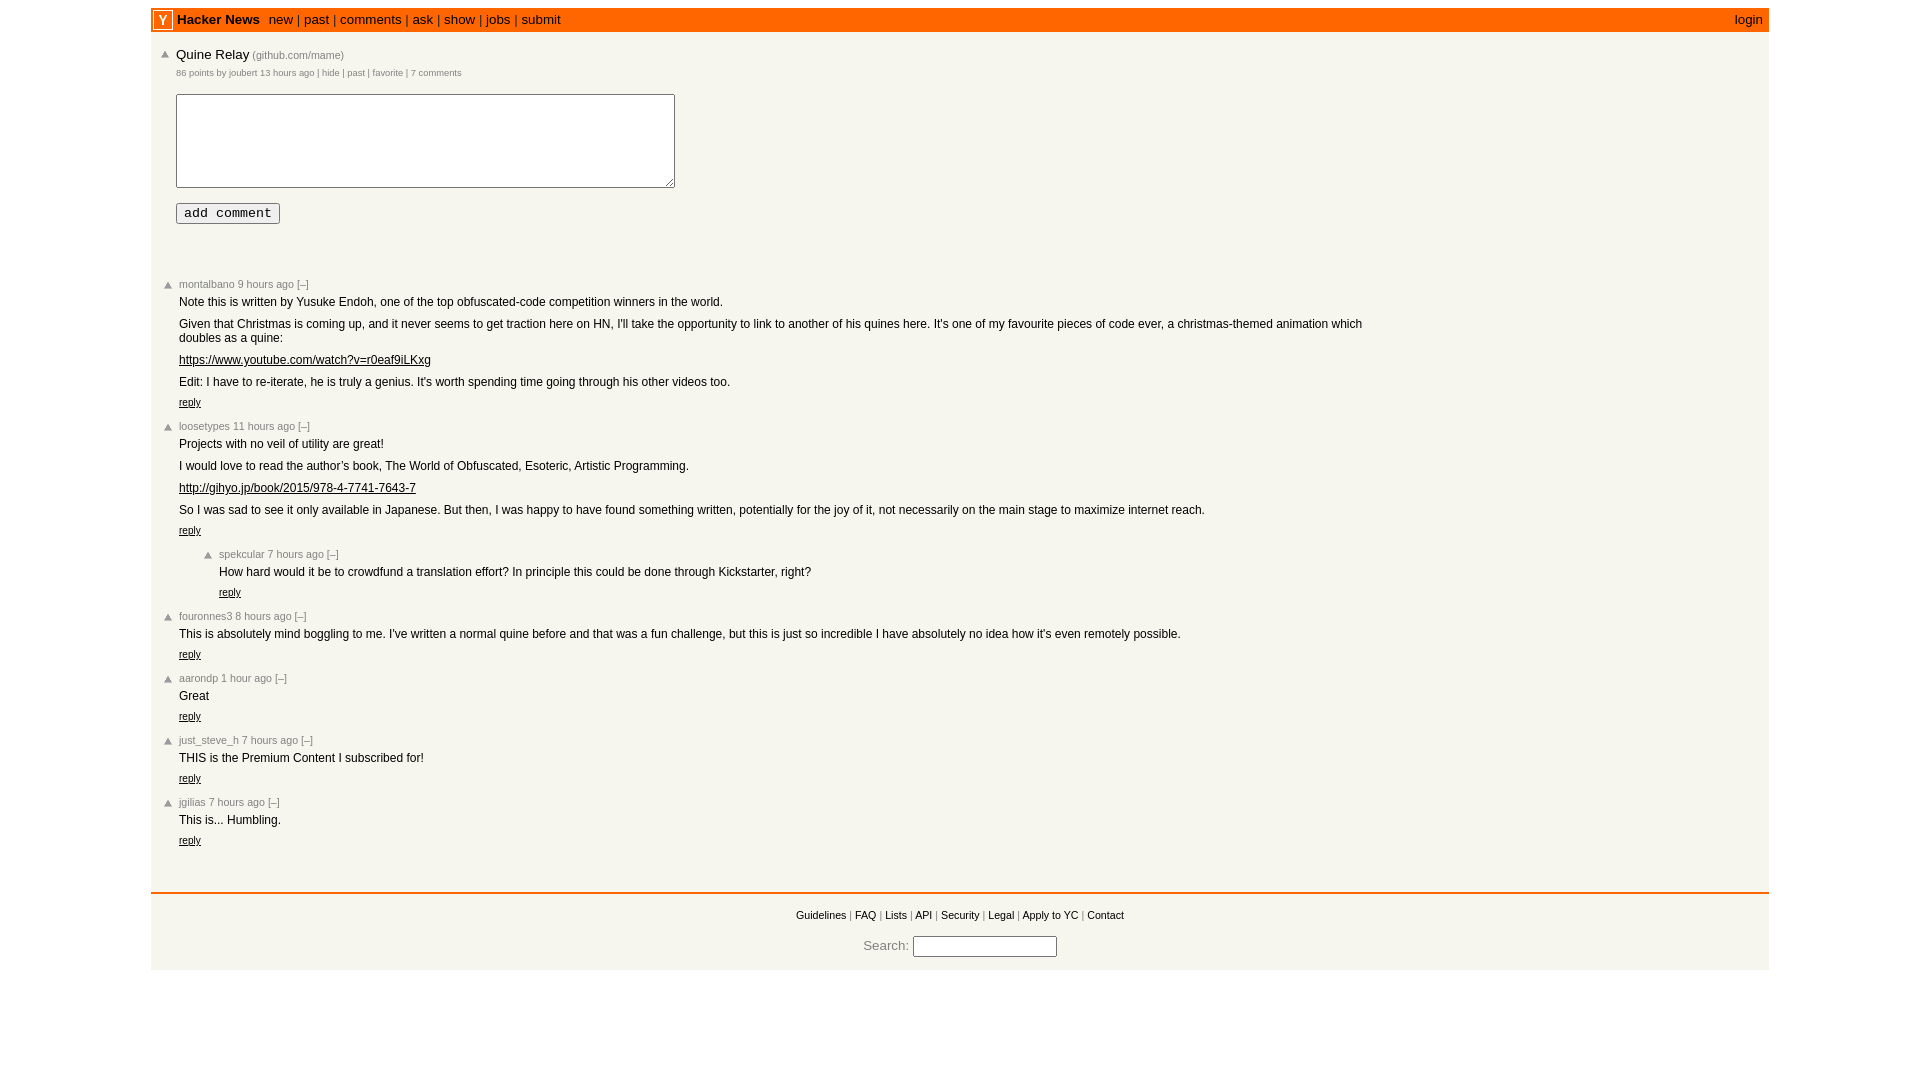 Y Hacker News new | past | comments | ask | show | jobs | submit login
Quine Relay (github.com/mame)
86 points by joubert 13 hours ago | hide | past | favorite | 7 comments
add comment
montalbano 9 hours ago [–]
Note this is written by Yusuke Endoh, one of the top obfuscated-code competition winners in the world.
Given that Christmas is coming up, and it never seems to get traction here on HN, I'll take the opportunity to link to another of his quines here. It's one of my favourite pieces of code ever, a christmas-themed animation which
doubles as a quine:
https://www.youtube.com/watch?v=r0eaf9iLKxg
Edit: I have to re-iterate, he is truly a genius. It's worth spending time going through his other videos too.
reply
loosetypes 11 hours ago [–]
Projects with no veil of utility are great!
I would love to read the author’s book, The World of Obfuscated, Esoteric, Artistic Programming.
http://gihyo.jp/book/2015/978-4-7741-7643-7
So I was sad to see it only available in Japanese. But then, I was happy to have found something written, potentially for the joy of it, not necessarily on the main stage to maximize internet reach.
reply
spekcular 7 hours ago [–]
How hard would it be to crowdfund a translation effort? In principle this could be done through Kickstarter, right?
reply
fouronnes3 8 hours ago [–]
This is absolutely mind boggling to me. I've written a normal quine before and that was a fun challenge, but this is just so incredible I have absolutely no idea how it's even remotely possible.
reply
aarondp 1 hour ago [–]
Great
reply
just_steve_h 7 hours ago [–]
THIS is the Premium Content I subscribed for!
reply
jgilias 7 hours ago [–]
This is... Humbling.
reply
Guidelines | FAQ | Lists | API | Security | Legal | Apply to YC | Contact
Search: